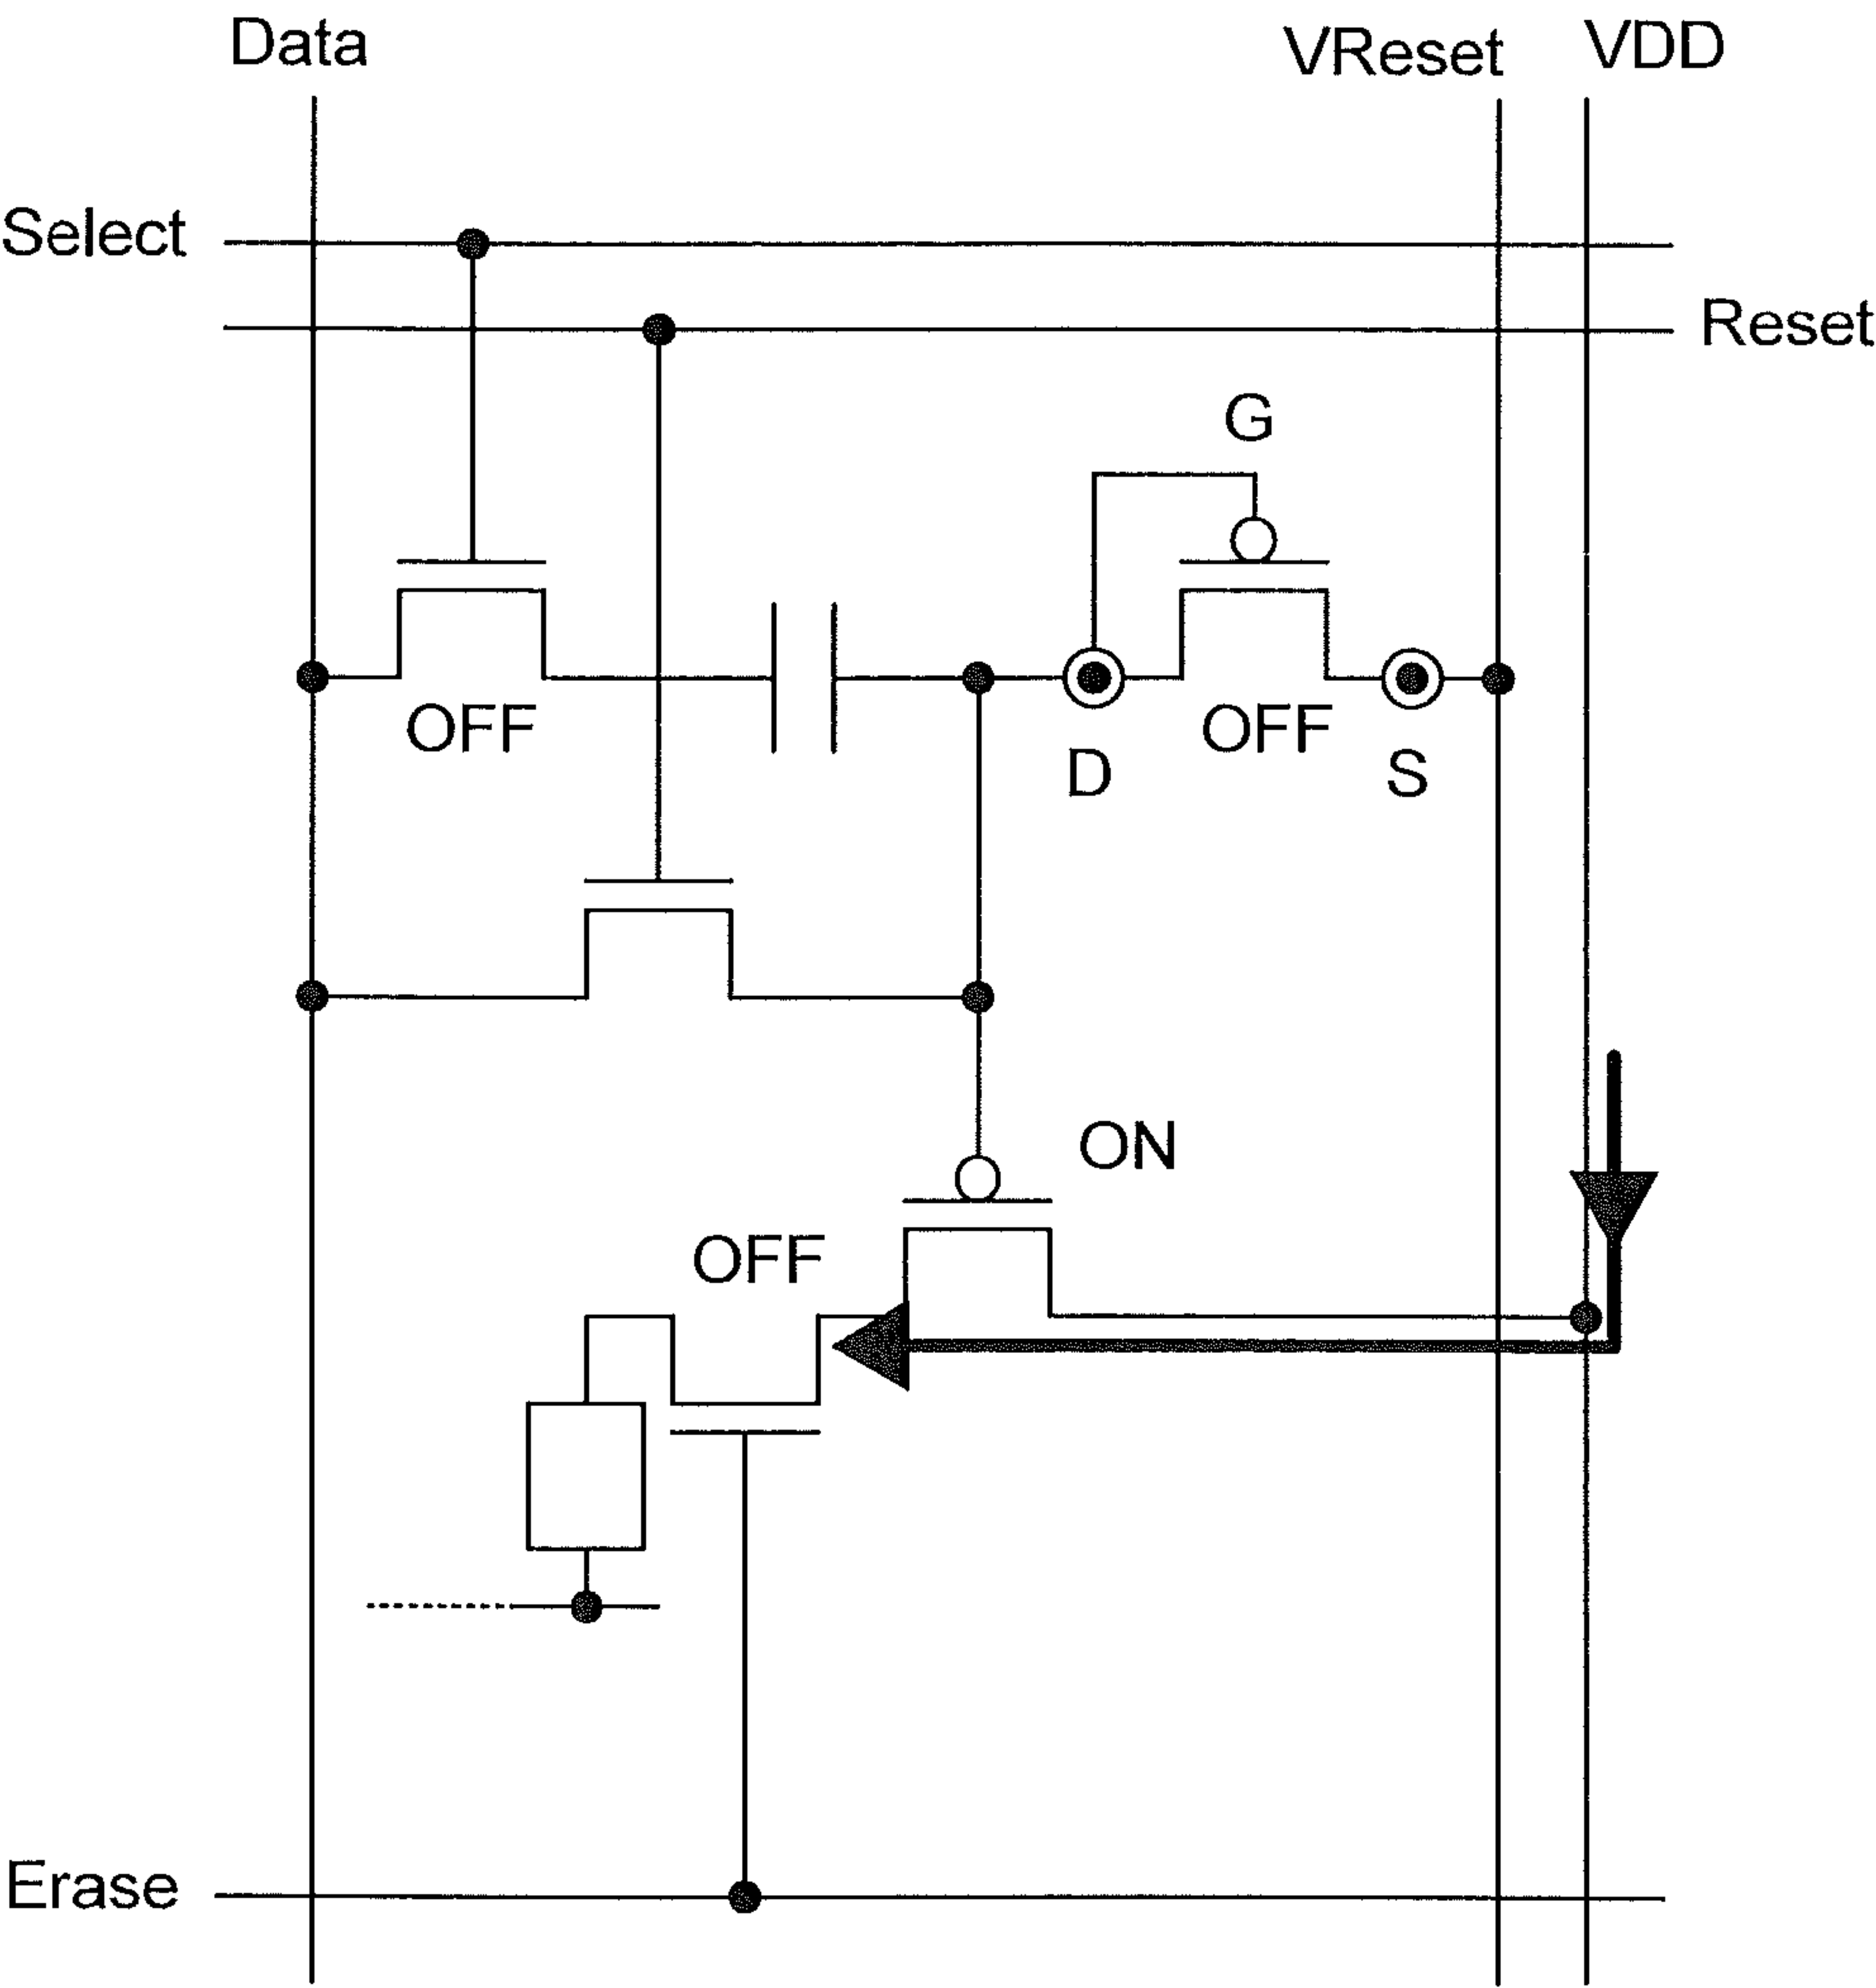 Data
VReset
VDD
Select
Reset
G
OFF
OFF
D
S
ON
OFF
Erase